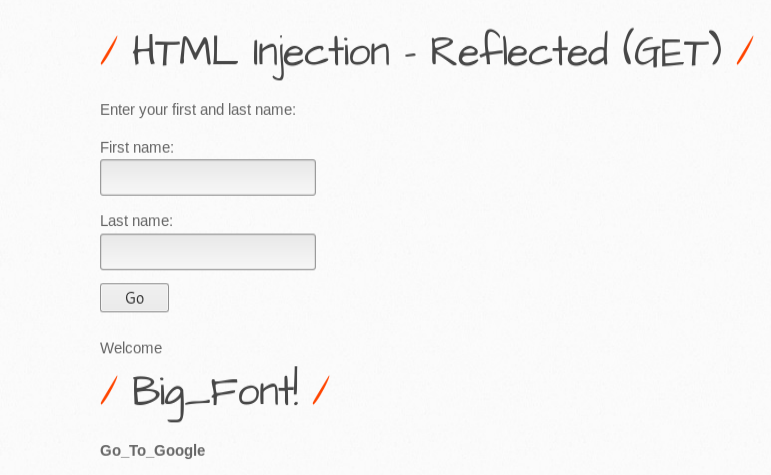 / HTML Injection - Reflected (GET) /
Enter your first and last name:
First name:
Last name:
Go
Welcome
/ Big_Font! /
Go_To_Google